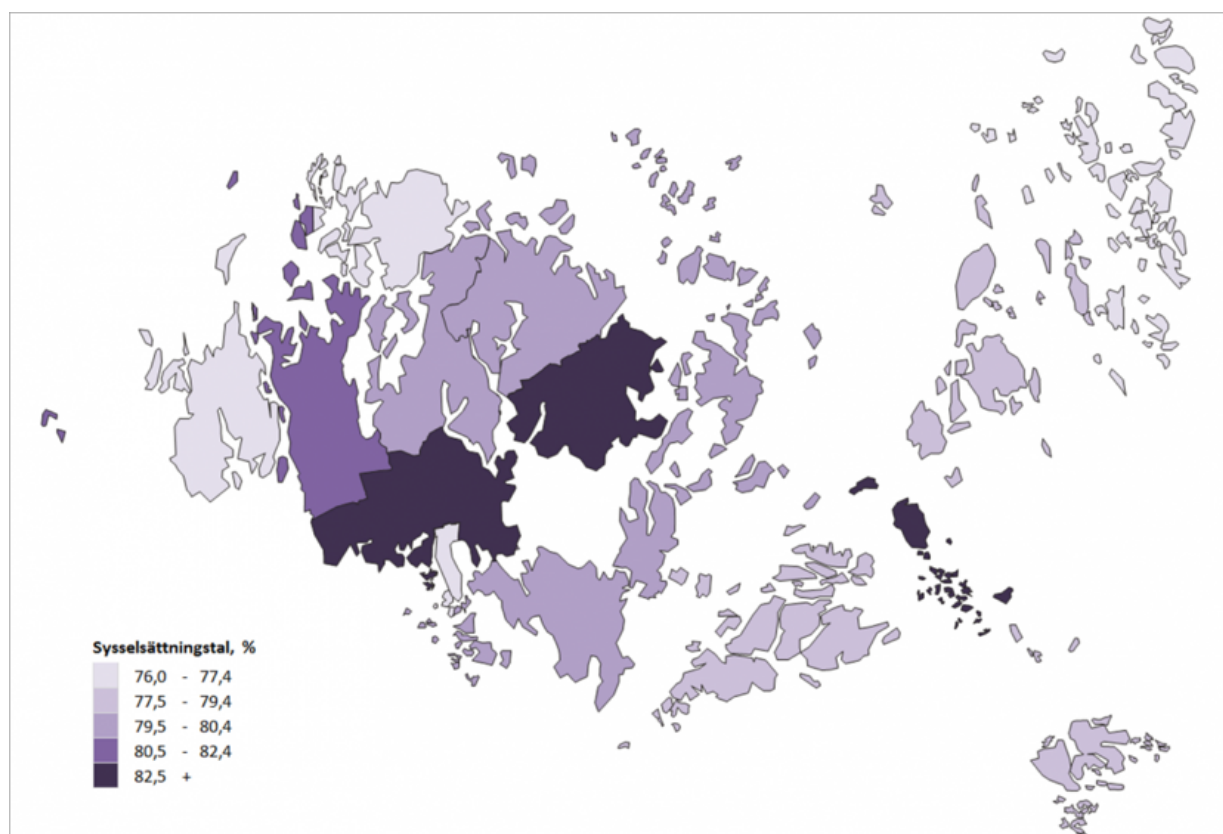 Sysselsättningstal, %
76,0 - 77,4
77,5 - 79,4
79,5 - 80,4
80,5 - 82,4
82,5 +